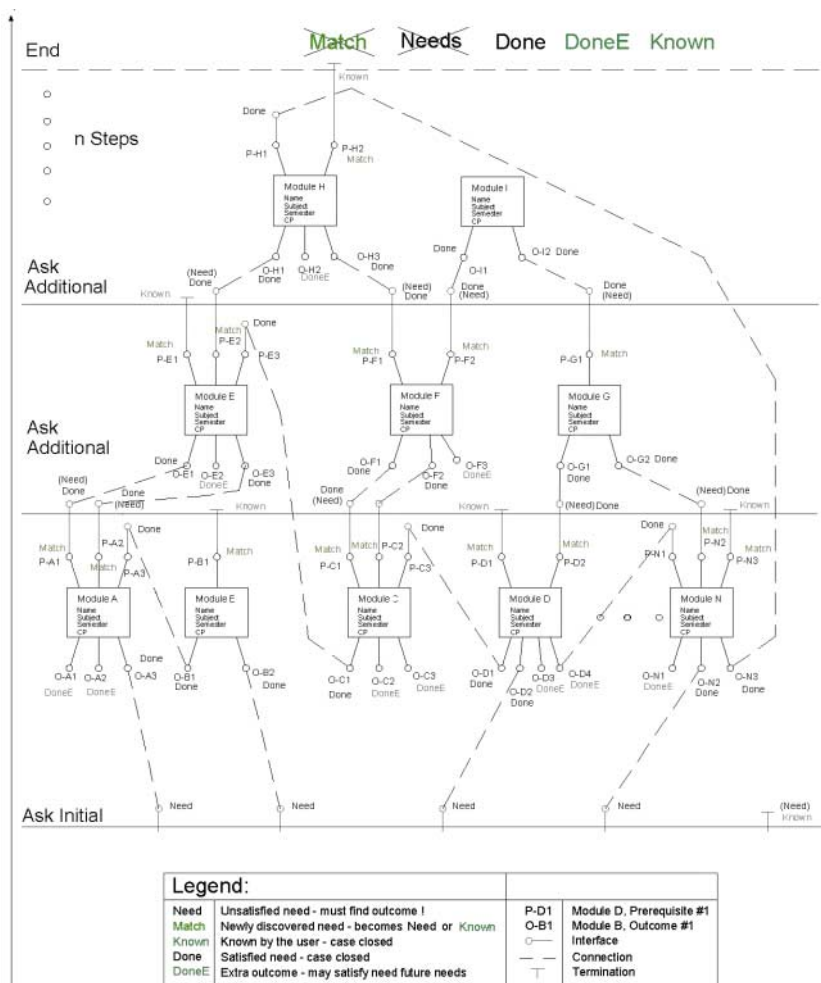 End
Match Needs Done DoneE Known
Known
Done
n Steps
P-H1
P-H2
Match
Module H
Name
Subject
Semester
CP
Module I
Name
Subject
Semester
CP
Ask
Additional
O-H1
Done
O-H2
DoneE
O-H3
Done
Done
O-I1
O-I2 Done
Known
(Need)
Done
(Need)
Done
Done
(Need)
Done
(Need)
Match
P-E1
Match
P-E2
Done
P-E3
Match
P-F1
Match
P-F2
P-G1
Match
Module E
Name
Subject
Semester
CP
Module F
Name
Subject
Semester
CP
Module G
Name
Subject
Semester
CP
Ask
Additional
Done
O-E1
O-E2
DoneE
O-E3
Done
O-F1
Done
O-F2
Done
O-F3
DoneE
O-G1
Done
O-G2 Done
(Need)
Done
Done
(Need)
Known
Done
(Need)
Known
(Need)Done
(Need)Done
Known
Match
P-A1
P-A2
Match
Done
P-A3
P-B1
Match
Match
P-C1
Match
P-C2
Done
P-C3
P-D1
Match
P-D2
Done
P-N1
Match
P-N2
Match
P-N3
Module A
Name
Subject
Semester
CP
Module E
Name
Subject
Semester
CP
Module C
Name
Subject
Semester
CP
Module D
Name
Subject
Semester
CP
Module N
Name
Subject
Semester
CP
O-A1
DoneE
O-A2
DoneE
Done
O-A3
O-B1
Done
O-B2
Done
O-C1
Done
O-C2
DoneE
O-C3
DoneE
O-D1
Done
O-D2
Done
O-D3
DoneE
O-D4
DoneE
O-N1
DoneE
O-N2
Done
O-N3
Done
Ask Initial
Need
Need
Need
Need
(Need)
Known
Legend:
Need Unsatisfied need - must find outcome !
Match Newly discovered need - becomes Need or Known
Known Known by the user - case closed
Done Satisfied need - case closed
DoneE Extra outcome - may satisfy need future needs
P-D1 Module D, Prerequisite #1
O-B1 Module B, Outcome #1
Interface
Connection
Termination